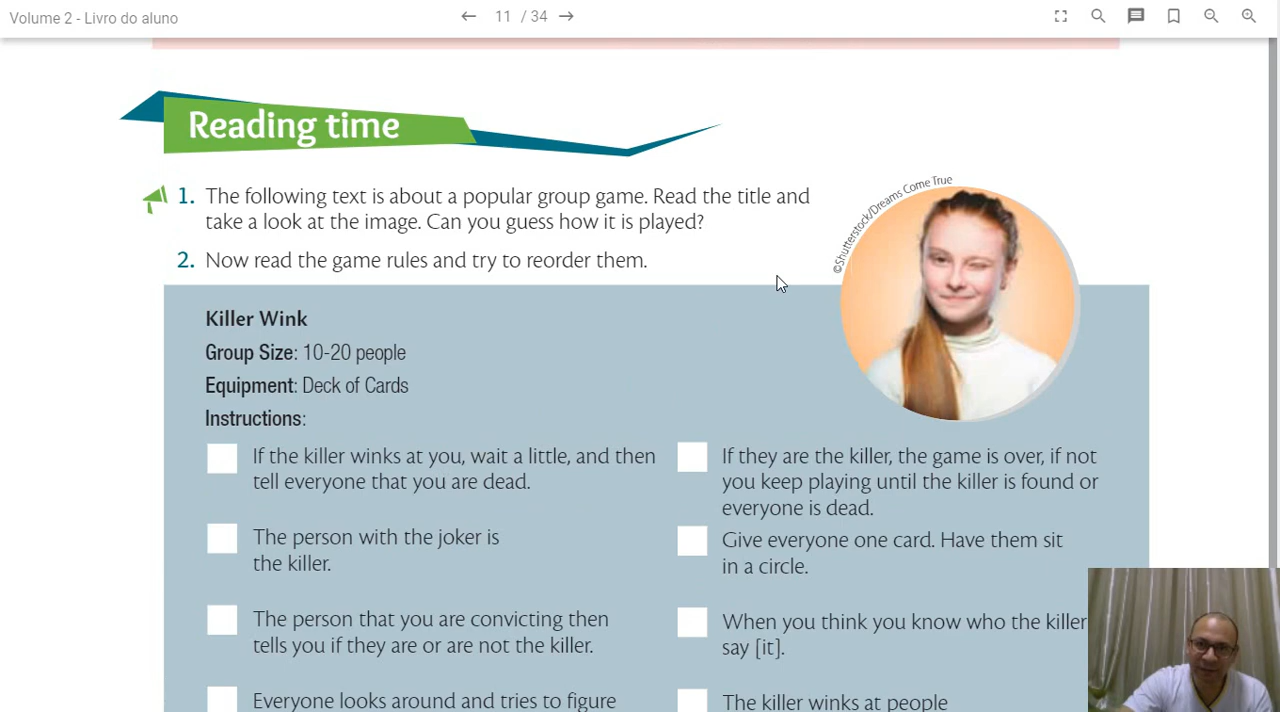 Volume 2 - Livro do aluno
11 / 34
Reading time
1. The following text is about a popular group game. Read the title and
take a look at the image. Can you guess how it is played?
2. Now read the game rules and try to reorder them.
©Shutterstock/Dreams Come True
Killer Wink
Group Size: 10-20 people
Equipment: Deck of Cards
Instructions:
If the killer winks at you, wait a little, and then
tell everyone that you are dead.
The person with the joker is
the killer.
The person that you are convicting then
tells you if they are or are not the killer.
Everyone looks around and tries to figure
If they are the killer, the game is over, if not
you keep playing until the killer is found or
everyone is dead.
Give everyone one card. Have them sit
in a circle.
When you think you know who the killer
say [it].
The killer winks at people